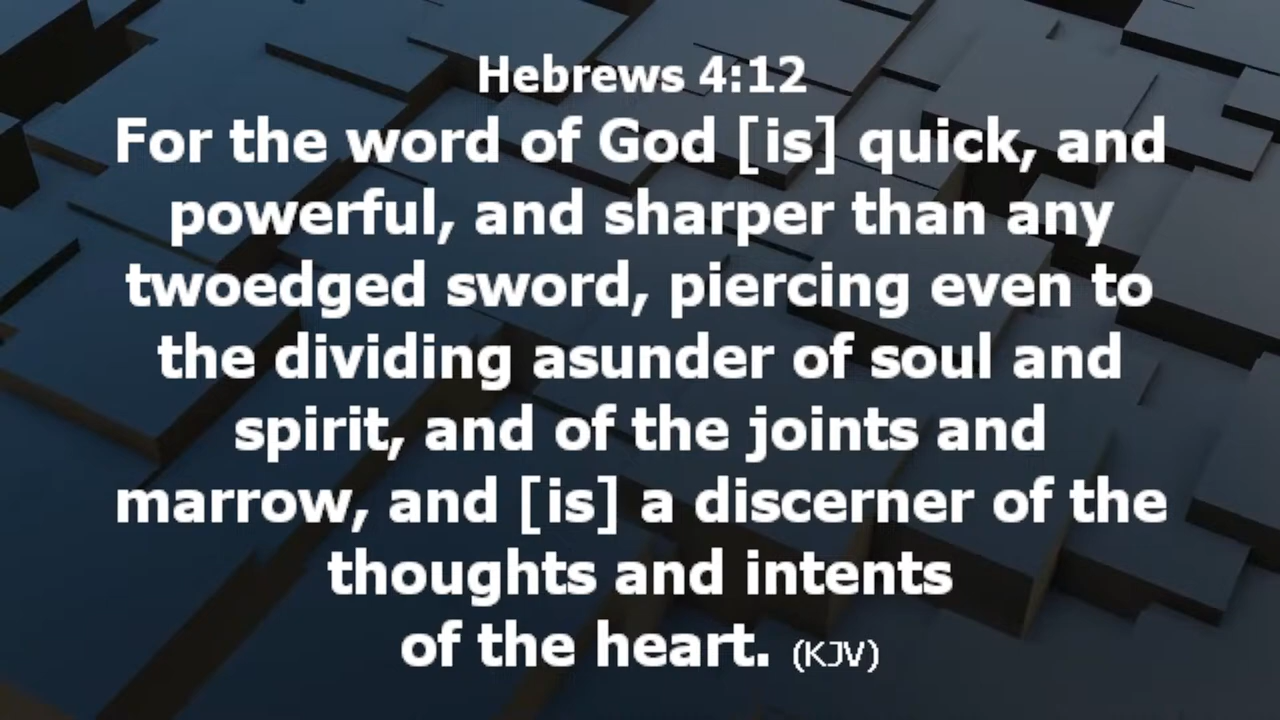 Hebrews 4:12
For the word of God [is] quick, and
powerful, and sharper than any
twoedged sword, piercing even to
the dividing asunder of soul and
spirit, and of the joints and
marrow, and [is] a discerner of the
thoughts and intents
of the heart. (KJV)